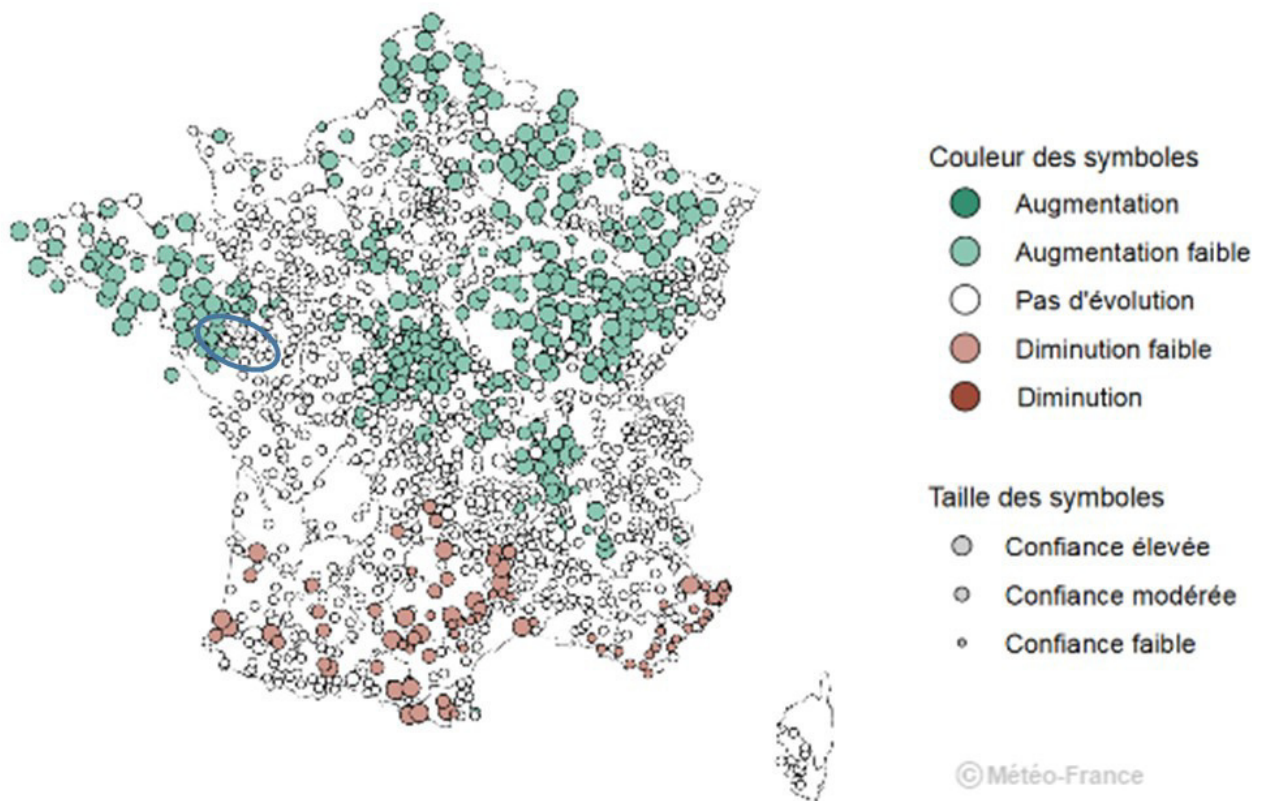 Couleur des symboles
Augmentation
Augmentation faible
Pas d'évolution
Diminution faible
Diminution
Taille des symboles
Confiance élevée
Confiance modérée
Confiance faible
© Météo-France